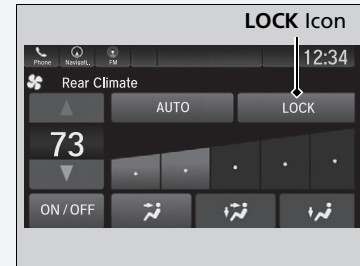 LOCK Icon
Phone Navigati.. FM 12:34
Rear Climate
AUTO LOCK
73
ON / OFF